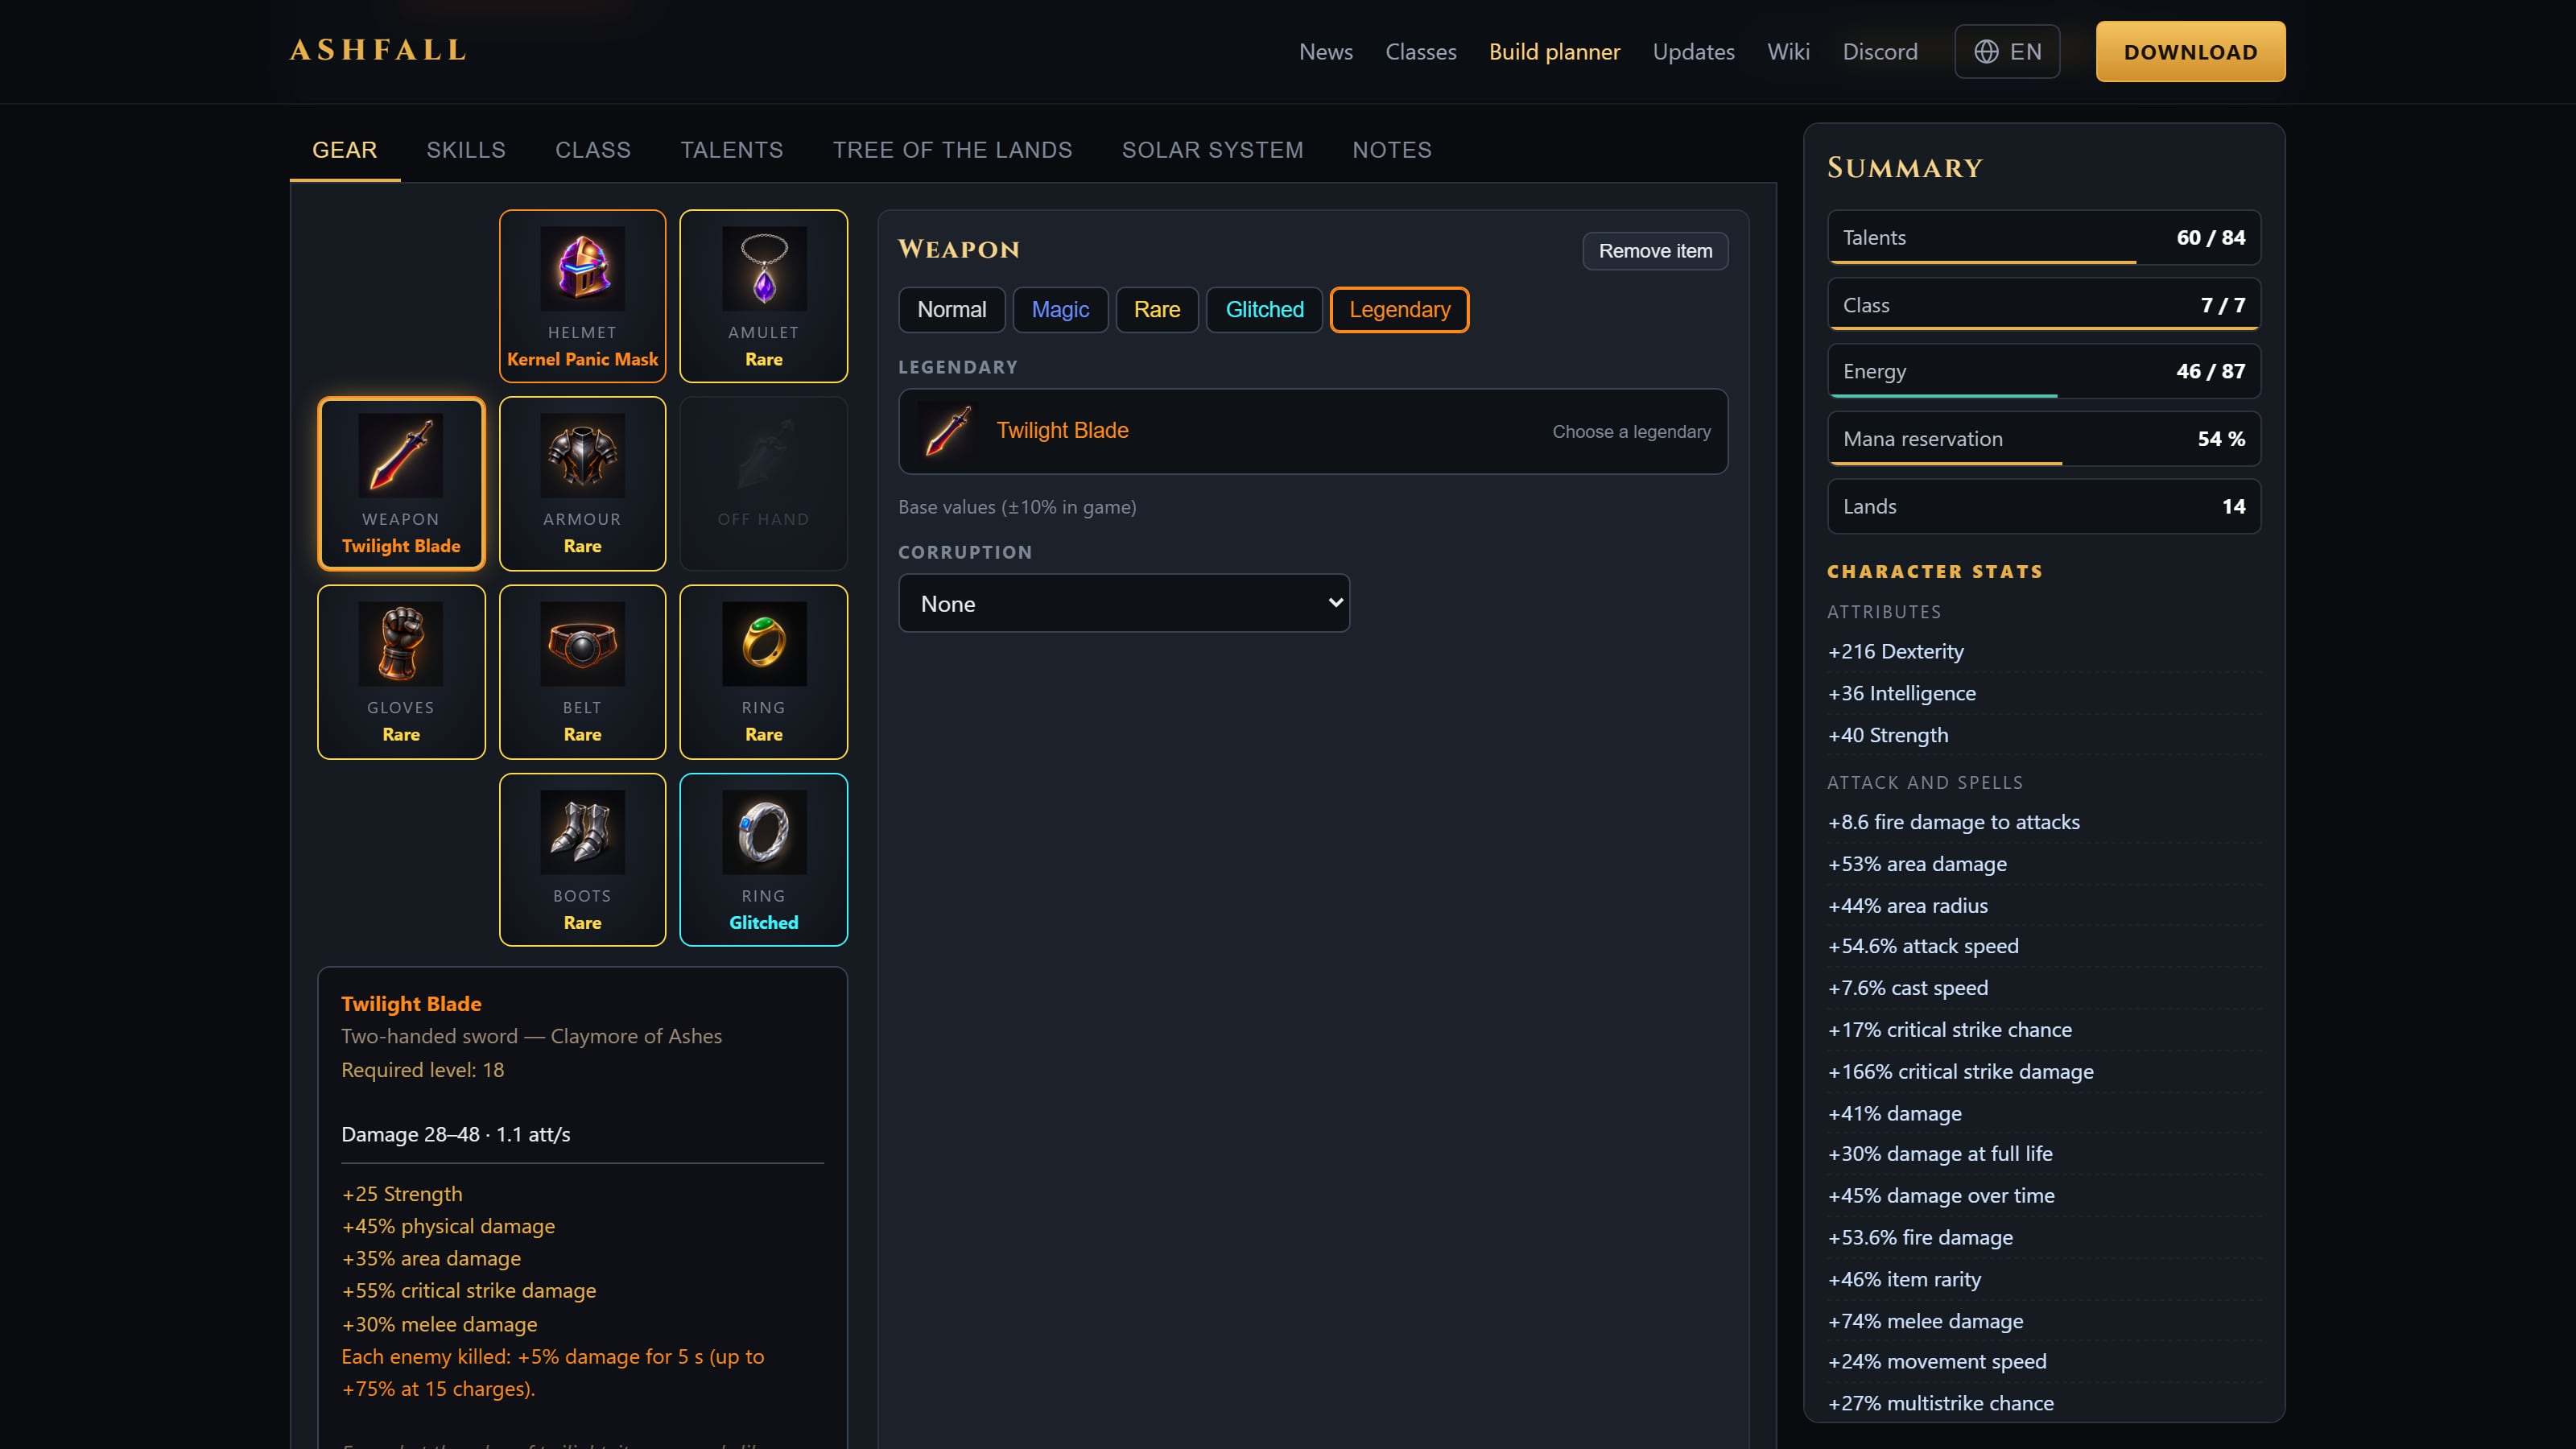 ASHFALL
News
Classes
Build planner
Updates
Wiki
Discord
EN
DOWNLOAD
GEAR
SKILLS
CLASS
TALENTS
TREE OF THE LANDS
SOLAR SYSTEM
NOTES
HELMET
Kernel Panic Mask
AMULET
Rare
WEAPON
Twilight Blade
ARMOUR
Rare
OFF HAND
GLOVES
Rare
BELT
Rare
RING
Rare
BOOTS
Rare
RING
Glitched
Twilight Blade
Two-handed sword — Claymore of Ashes
Required level: 18
Damage 28–48 · 1.1 att/s
+25 Strength
+45% physical damage
+35% area damage
+55% critical strike damage
+30% melee damage
Each enemy killed: +5% damage for 5 s (up to
+75% at 15 charges).
WEAPON
Remove item
Normal
Magic
Rare
Glitched
Legendary
LEGENDARY
Twilight Blade
Choose a legendary
Base values (±10% in game)
CORRUPTION
None
SUMMARY
Talents 60 / 84
Class 7 / 7
Energy 46 / 87
Mana reservation 54 %
Lands 14
CHARACTER STATS
ATTRIBUTES
+216 Dexterity
+36 Intelligence
+40 Strength
ATTACK AND SPELLS
+8.6 fire damage to attacks
+53% area damage
+44% area radius
+54.6% attack speed
+7.6% cast speed
+17% critical strike chance
+166% critical strike damage
+41% damage
+30% damage at full life
+45% damage over time
+53.6% fire damage
+46% item rarity
+74% melee damage
+24% movement speed
+27% multistrike chance